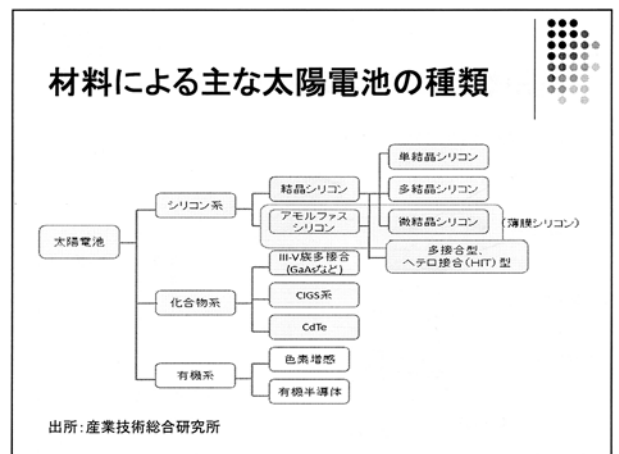 材料による主な太陽電池の種類
太陽電池
シリコン系
結晶シリコン
アモルファス
シリコン
単結晶シリコン
多結晶シリコン
微結晶シリコン
(薄膜シリコン)
多接合型、
ヘテロ接合(HIT)型
化合物系
III-V族多接合
(GaAsなど)
CIGS系
CdTe
有機系
色素増感
有機半導体
出所:産業技術総合研究所